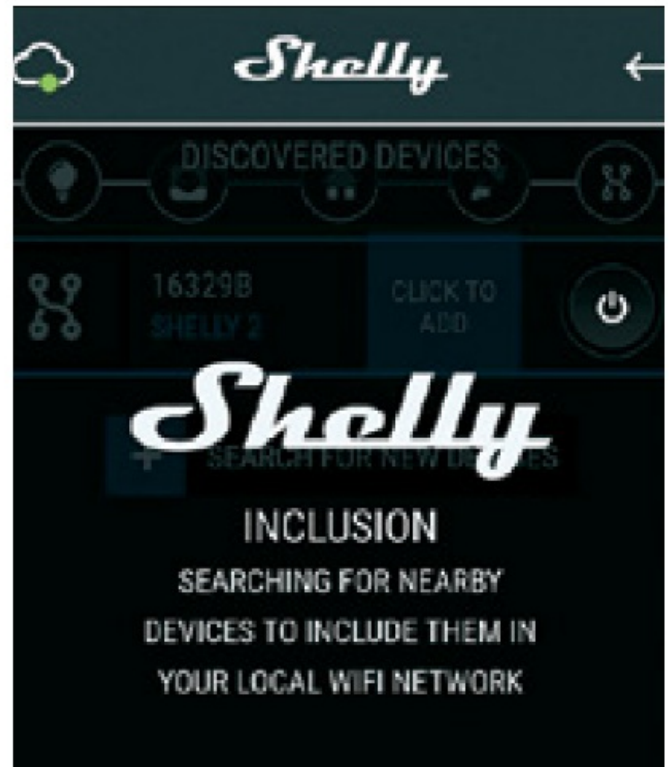 Shelly
DISCOVERED DEVICES
16329B
SHELLY 2
CLICK TO
ADD
Shelly
SEARCH FOR NEW DEVICES
INCLUSION
SEARCHING FOR NEARBY
DEVICES TO INCLUDE THEM IN
YOUR LOCAL WIFI NETWORK